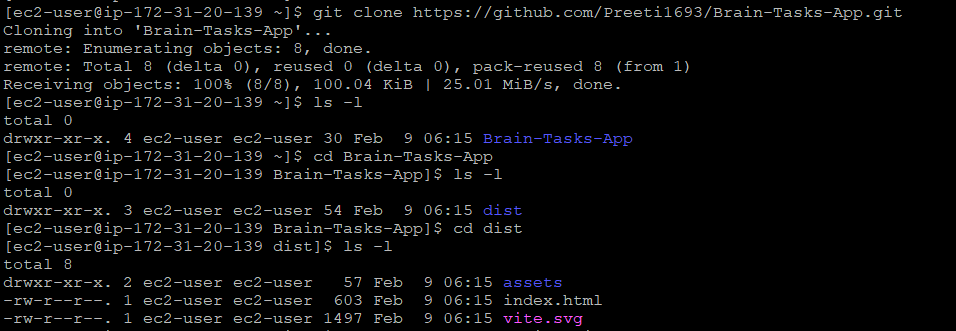 [ec2-user@ip-172-31-20-139 ~]$ git clone https://github.com/Preeti1693/Brain-Tasks-App.git
Cloning into 'Brain-Tasks-App'...
remote: Enumerating objects: 8, done.
remote: Total 8 (delta 0), reused 0 (delta 0), pack-reused 8 (from 1)
Receiving objects: 100% (8/8), 100.04 KiB | 25.01 MiB/s, done.
[ec2-user@ip-172-31-20-139 ~]$ ls -l
total 0
drwxr-xr-x. 4 ec2-user ec2-user 30 Feb  9 06:15 Brain-Tasks-App
[ec2-user@ip-172-31-20-139 ~]$ cd Brain-Tasks-App
[ec2-user@ip-172-31-20-139 Brain-Tasks-App]$ ls -l
total 0
drwxr-xr-x. 3 ec2-user ec2-user 54 Feb  9 06:15 dist
[ec2-user@ip-172-31-20-139 Brain-Tasks-App]$ cd dist
[ec2-user@ip-172-31-20-139 dist]$ ls -l
total 8
drwxr-xr-x. 2 ec2-user ec2-user   57 Feb  9 06:15 assets
-rw-r--r--. 1 ec2-user ec2-user  603 Feb  9 06:15 index.html
-rw-r--r--. 1 ec2-user ec2-user 1497 Feb  9 06:15 vite.svg